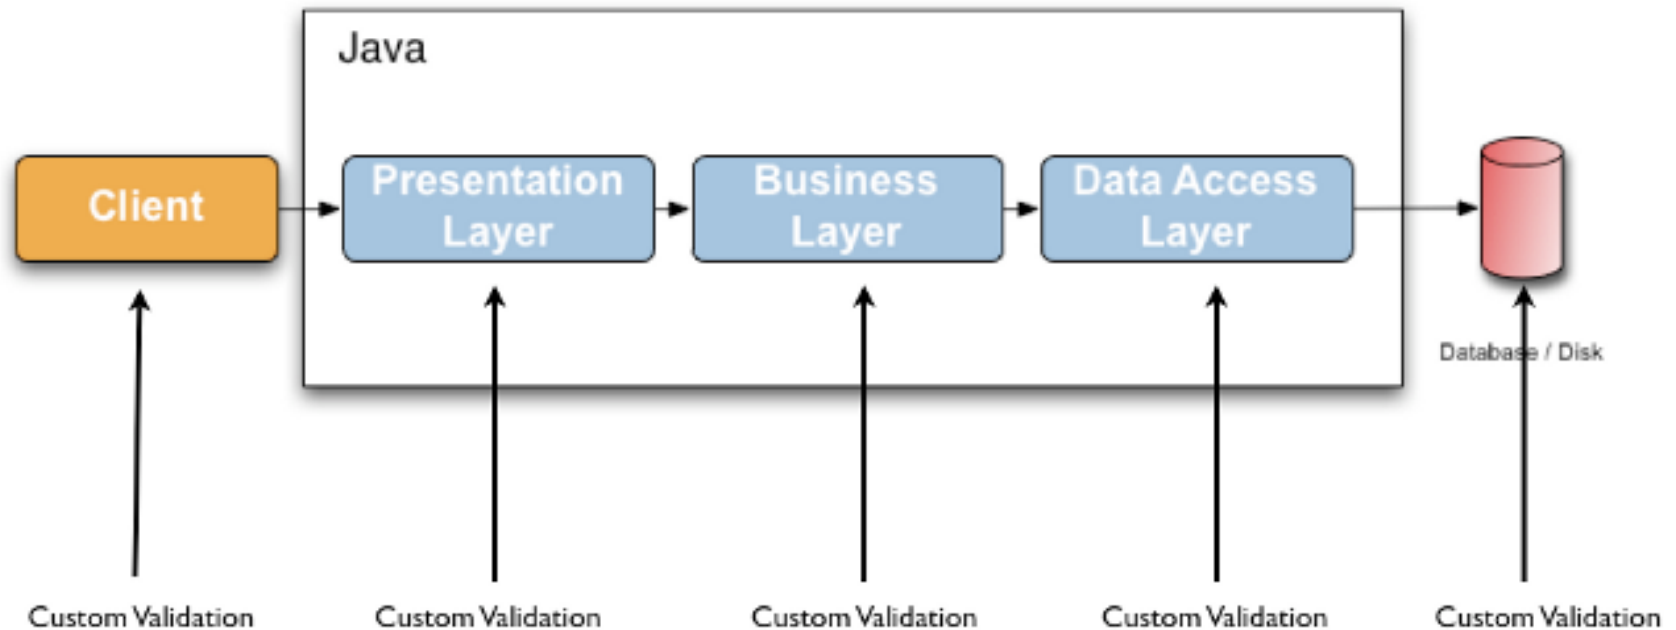 Java
Client
Presentation
Layer
Business
Layer
Data Access
Layer
Database / Disk
Custom Validation
Custom Validation
Custom Validation
Custom Validation
Custom Validation